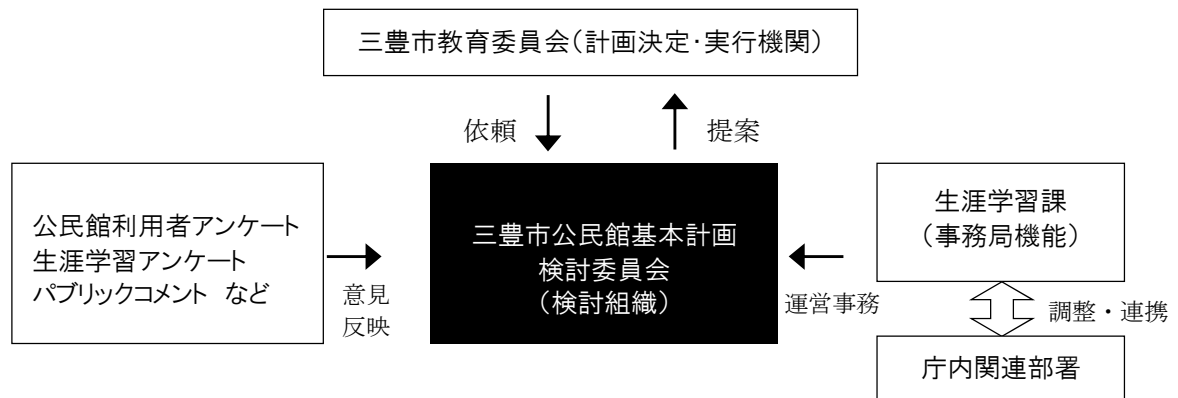 三豊市教育委員会（計画決定・実行機関）
依頼
提案
公民館利用者アンケート
生涯学習アンケート
パブリックコメント　など
意見
反映
三豊市公民館基本計画
検討委員会
（検討組織）
運営事務
生涯学習課
（事務局機能）
調整・連携
庁内関連部署